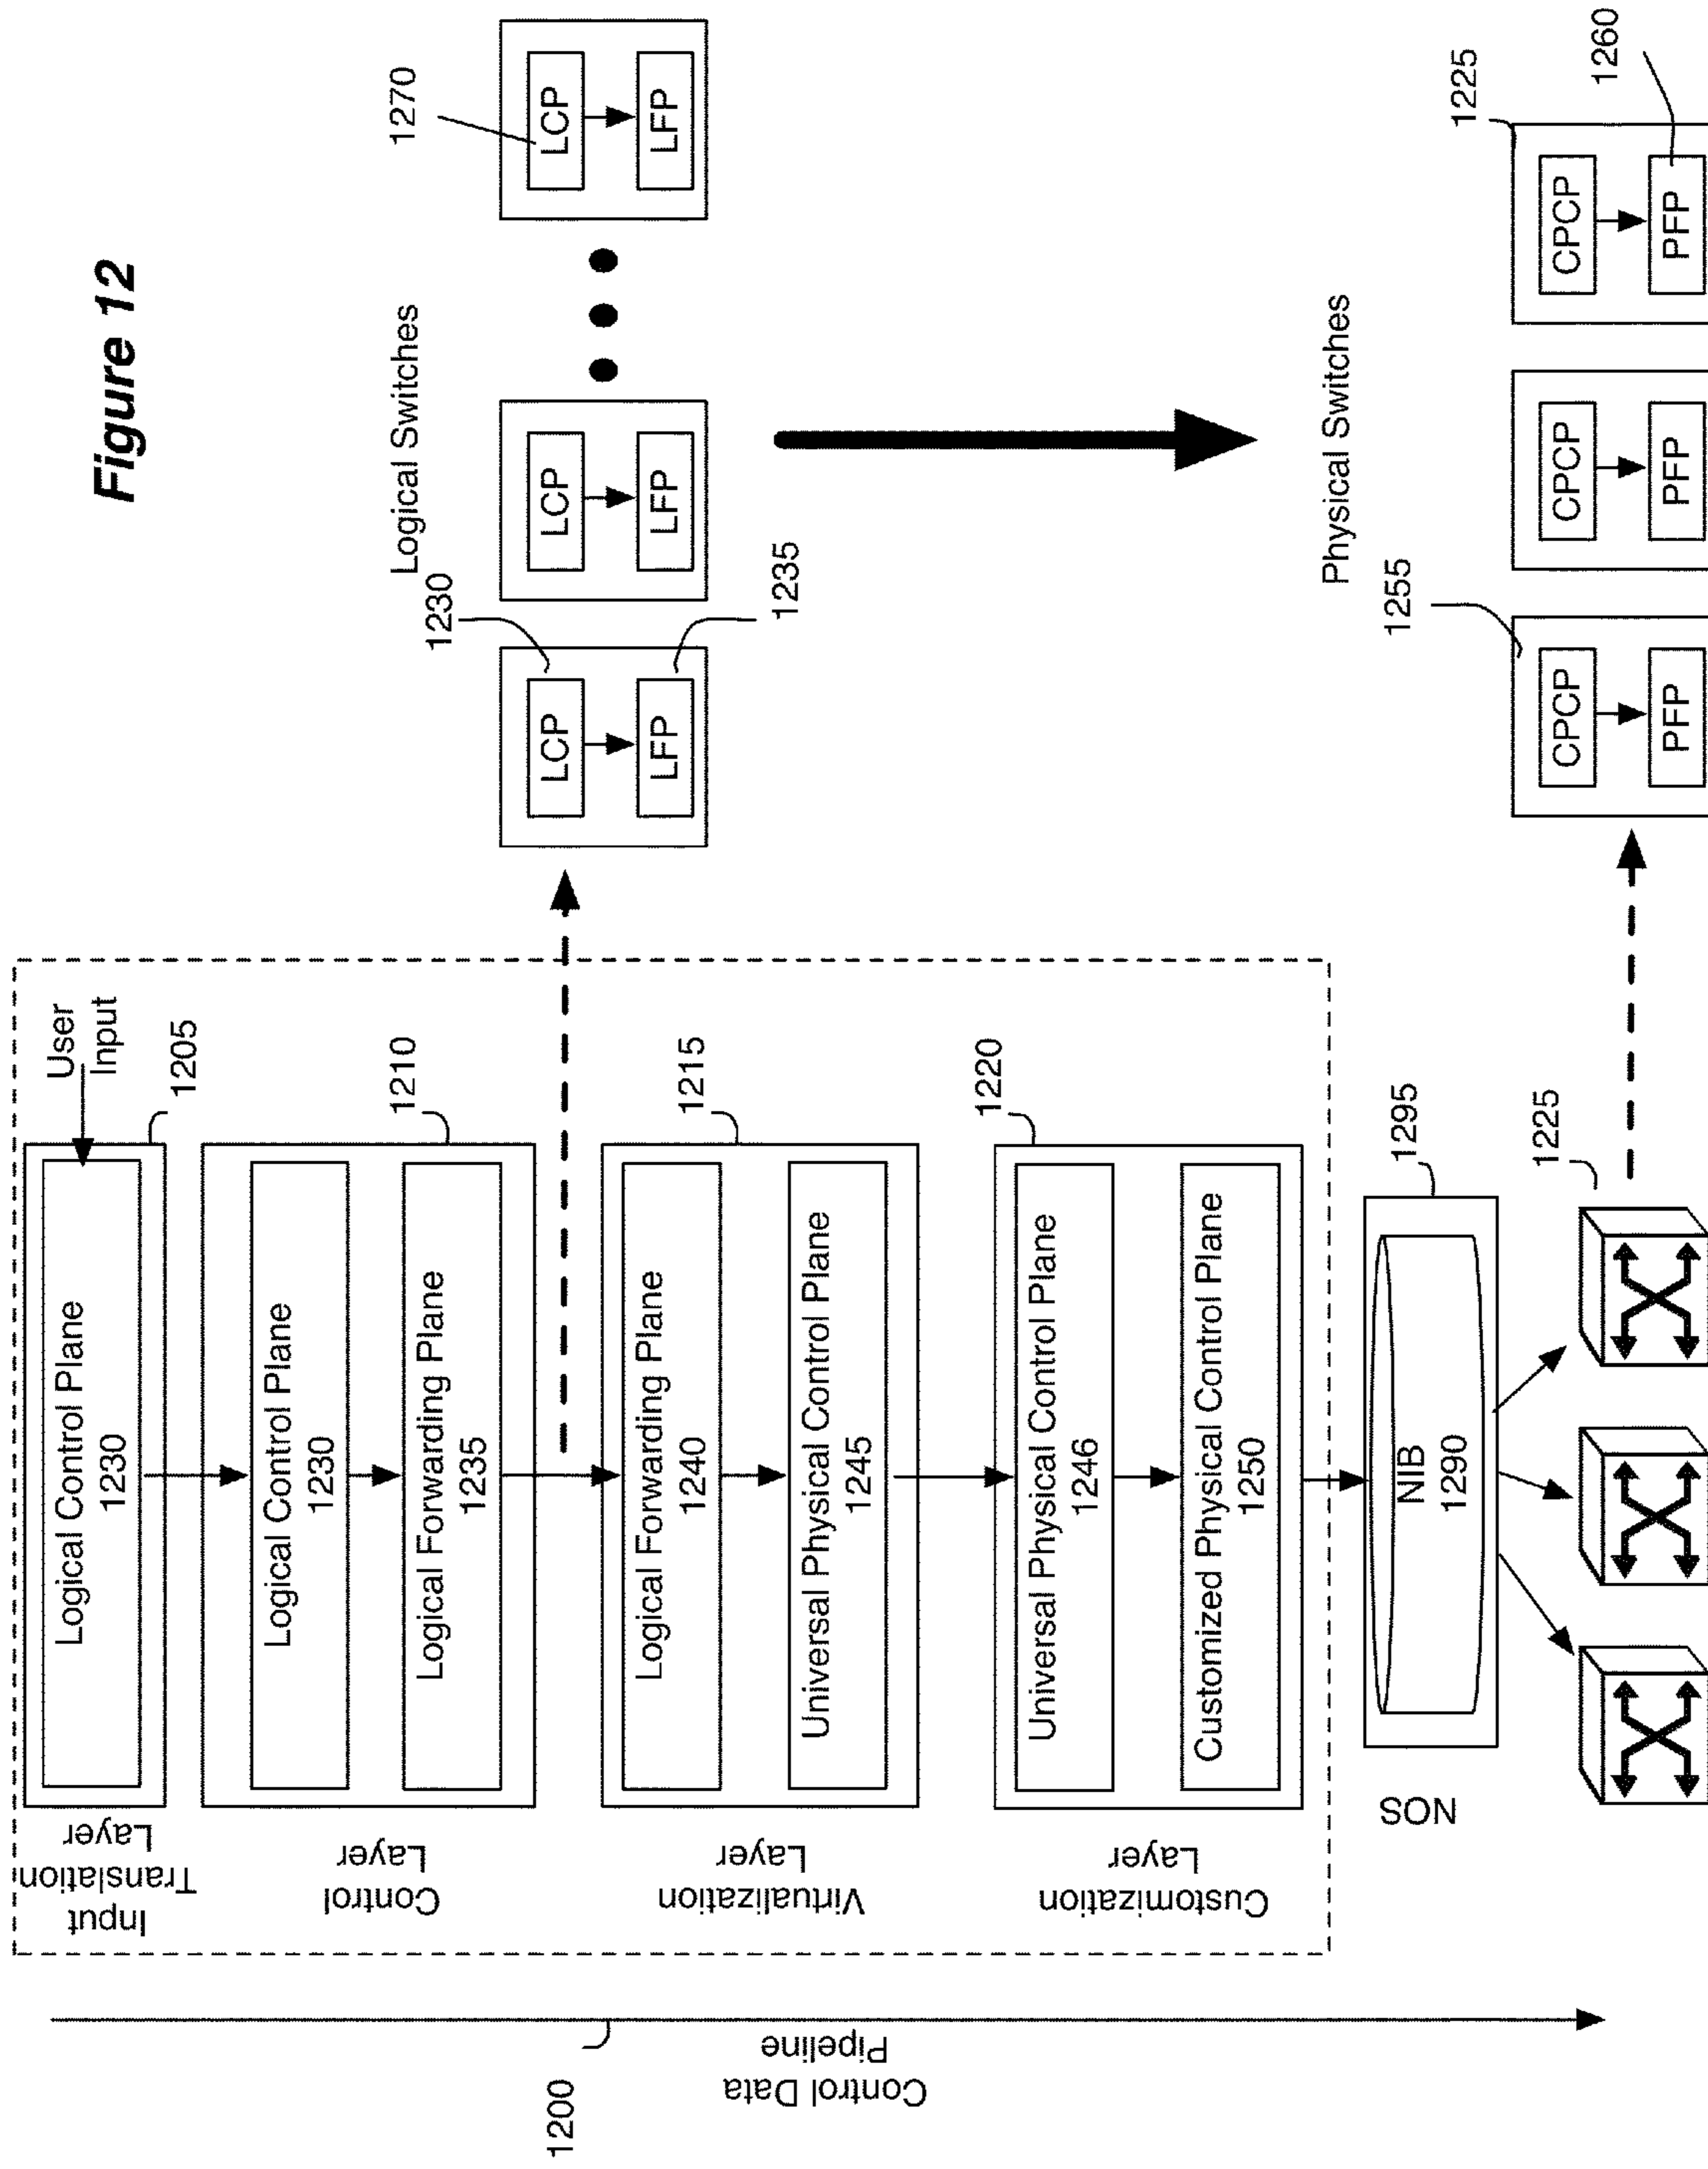 Figure 12
User
Input
Input
Translation
Layer
Logical Control Plane
1230
1205
Control
Layer
Logical Control Plane
1230
Logical Forwarding Plane
1235
1210
Virtualization
Layer
Logical Forwarding Plane
1240
Universal Physical Control Plane
1245
1215
Customization
Layer
Universal Physical Control Plane
1246
Customized Physical Control Plane
1250
1220
NOS
NIB
1290
1295
1225
1200
Control Data
Pipeline
Logical Switches
1230
1235
1270
LCP
LFP
LCP
LFP
LCP
LFP
Physical Switches
1255
1225
1260
CPCP
PFP
CPCP
PFP
CPCP
PFP